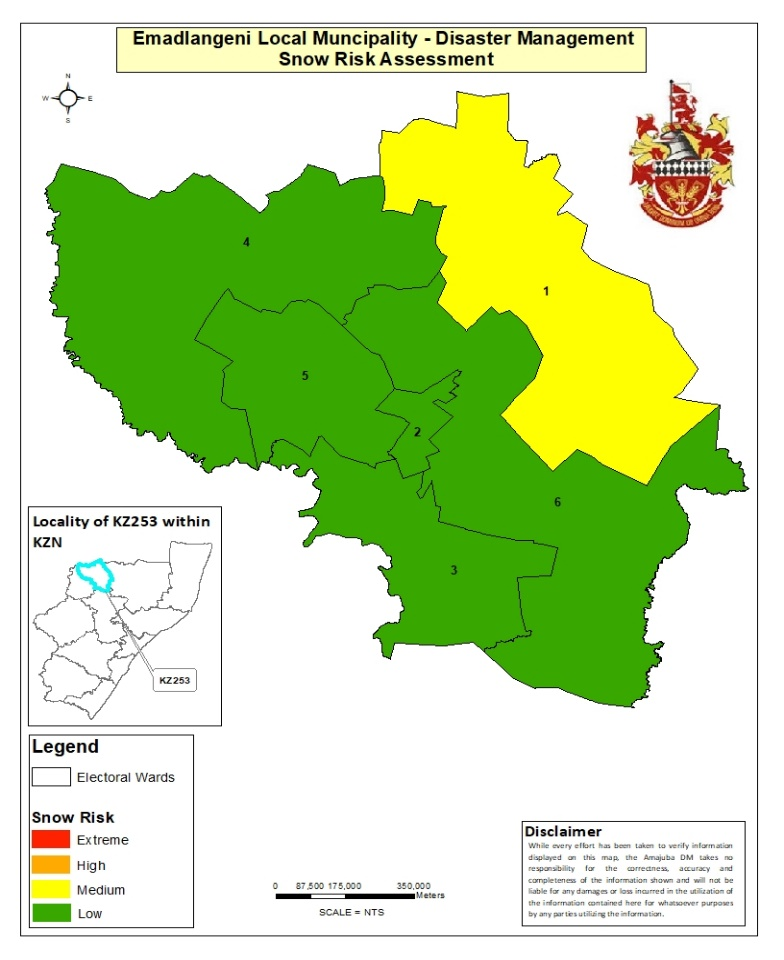 Emadlangeni Local Muncipality - Disaster Management
Snow Risk Assessment
N
W
E
S
4
1
5
2
6
3
Locality of KZ253 within
KZN
KZ253
Legend
Electoral Wards
Snow Risk
Extreme
High
Medium
Low
0 87,500 175,000 350,000
Meters
SCALE = NTS
Disclaimer
While every effort has been taken to verify information
displayed on this map, the Amajuba DM takes no
responsibility for the correctness, accuracy and
completeness of the information shown and will not be
liable for any damages or loss incurred in the utilization of
the information contained here for whatsoever purposes
by any parties utilizing the information.